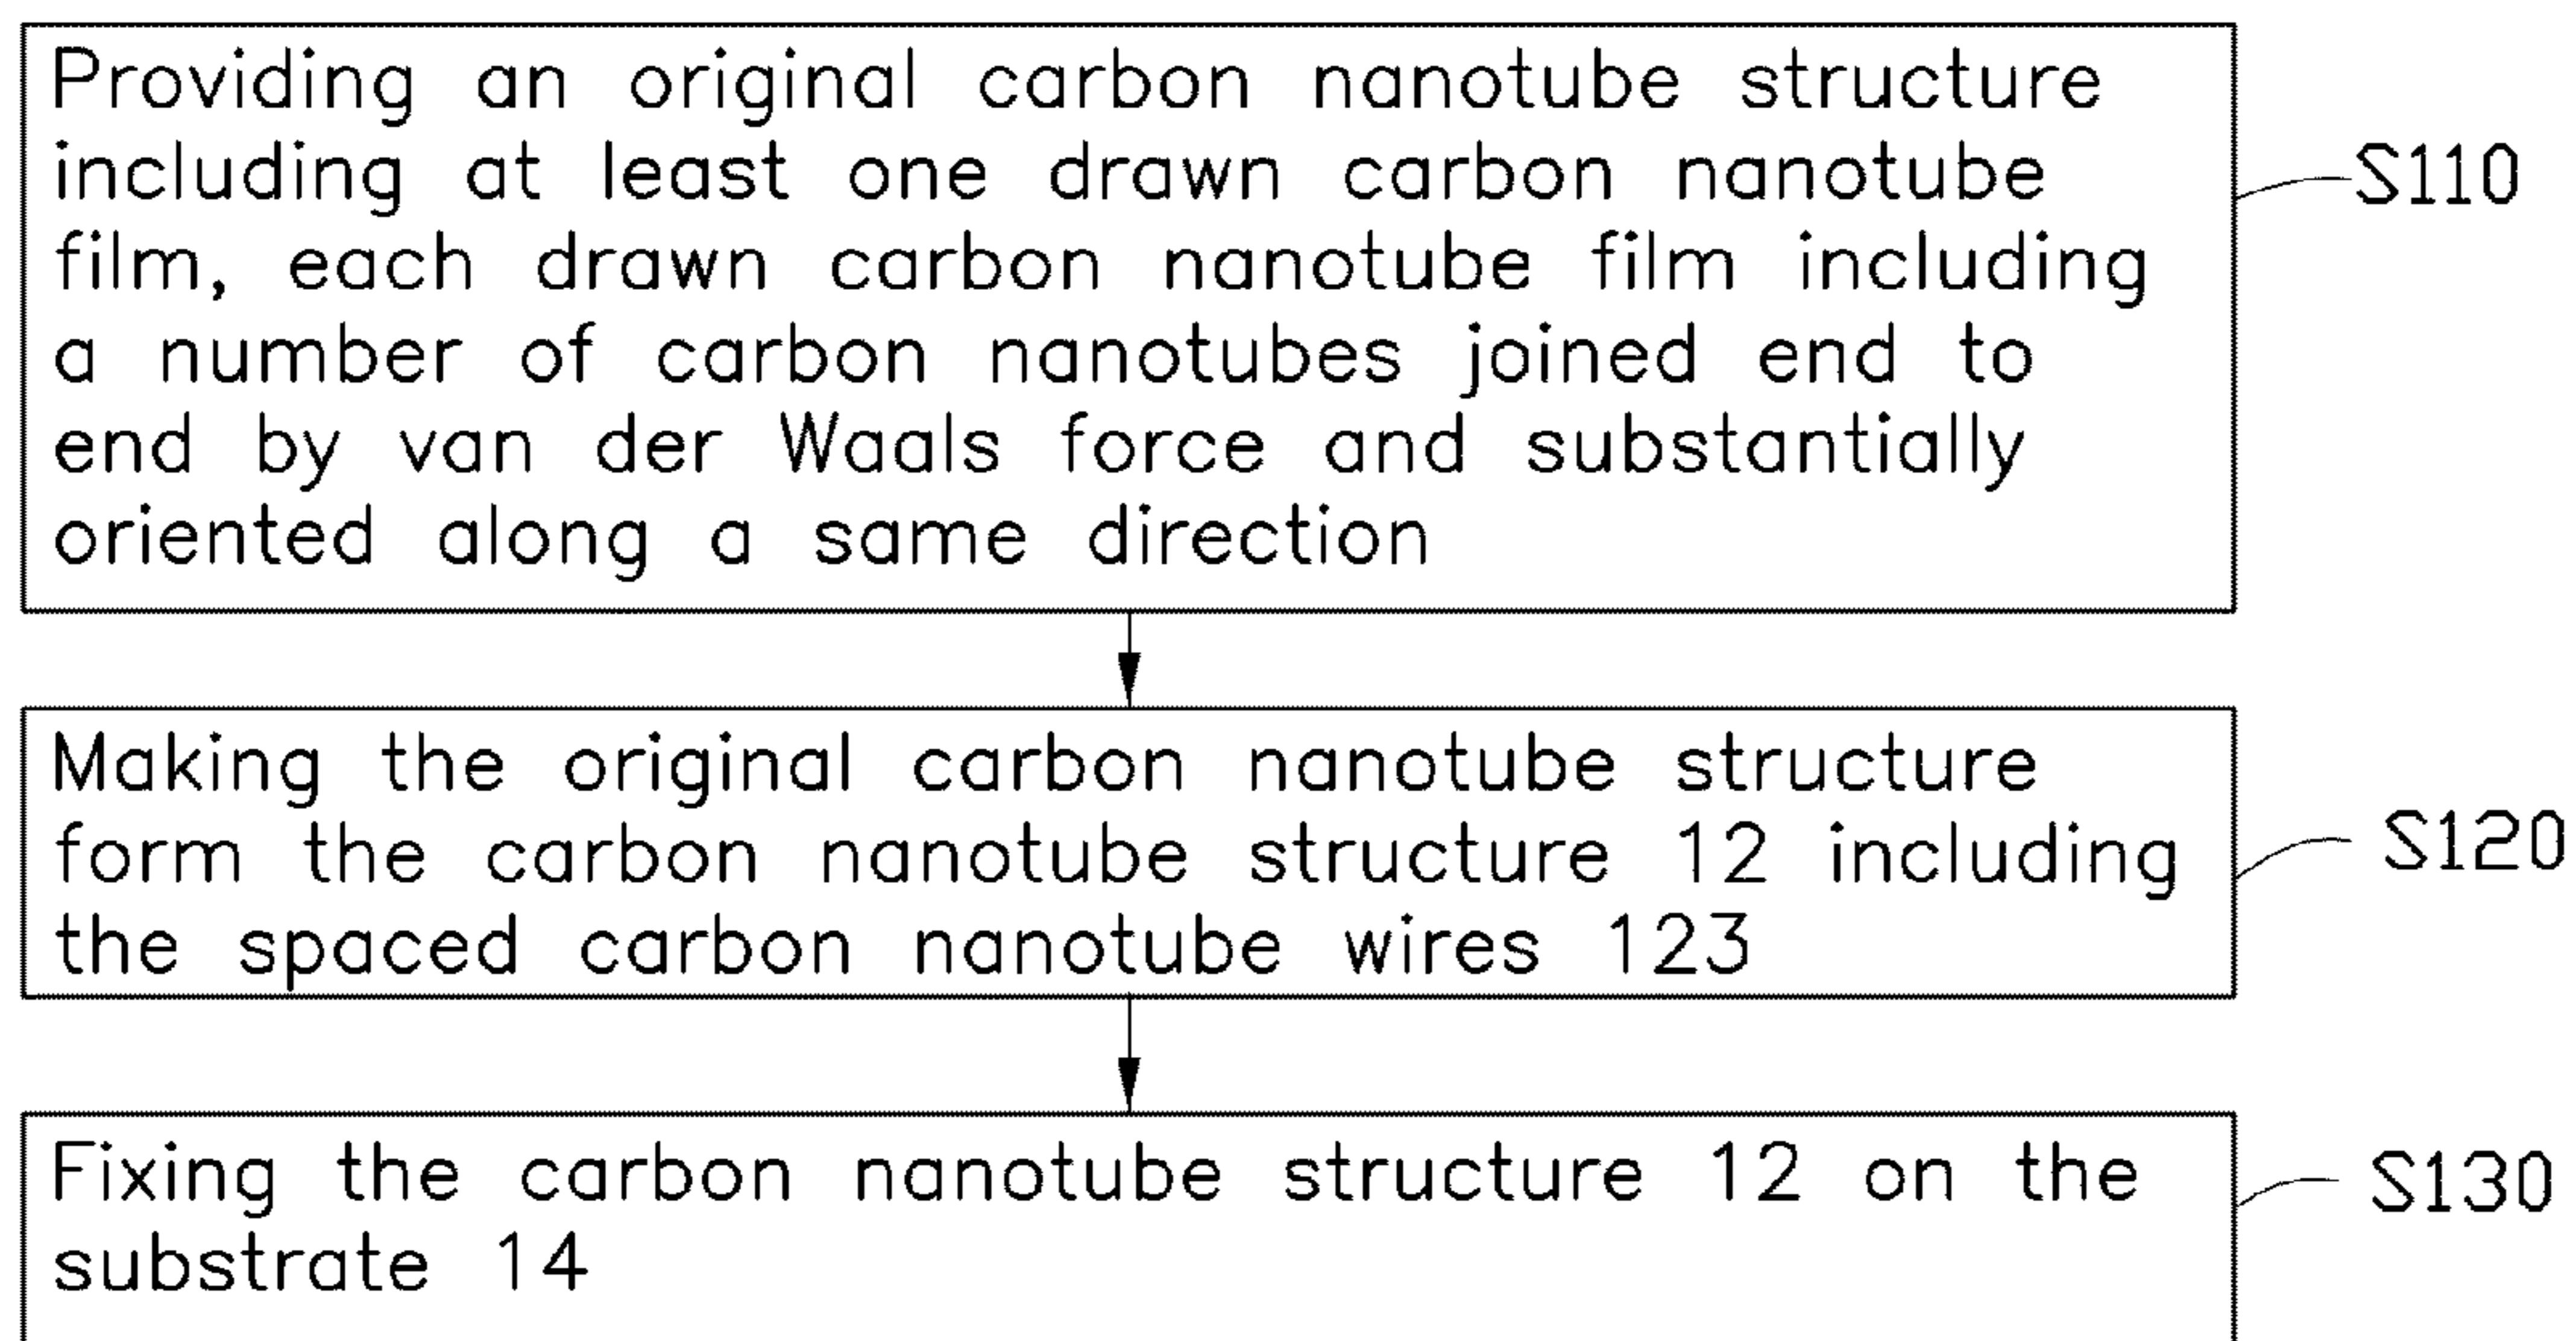 Providing an original carbon nanotube structure
including at least one drawn carbon nanotube
film, each drawn carbon nanotube film including
a number of carbon nanotubes joined end to
end by van der Waals force and substantially
oriented along a same direction
S110
Making the original carbon nanotube structure
form the carbon nanotube structure 12 including
the spaced carbon nanotube wires 123
S120
Fixing the carbon nanotube structure 12 on the
substrate 14
S130